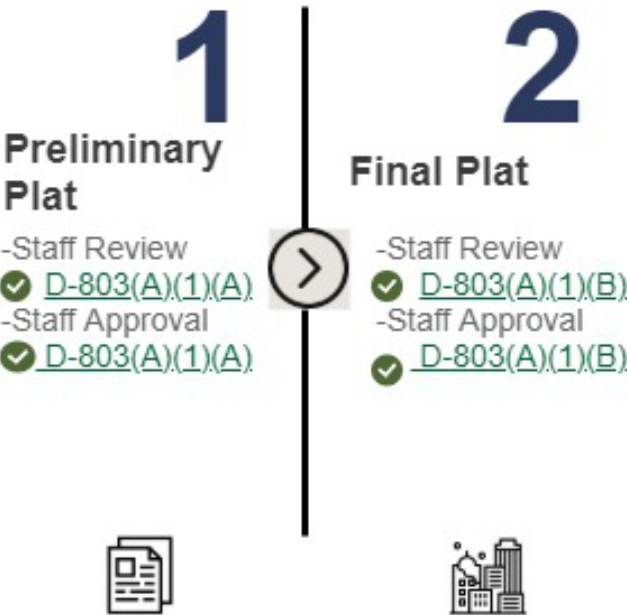 1
Preliminary
Plat
-Staff Review
D-803(A)(1)(A)
-Staff Approval
D-803(A)(1)(A)
2
Final Plat
-Staff Review
D-803(A)(1)(B)
-Staff Approval
D-803(A)(1)(B)